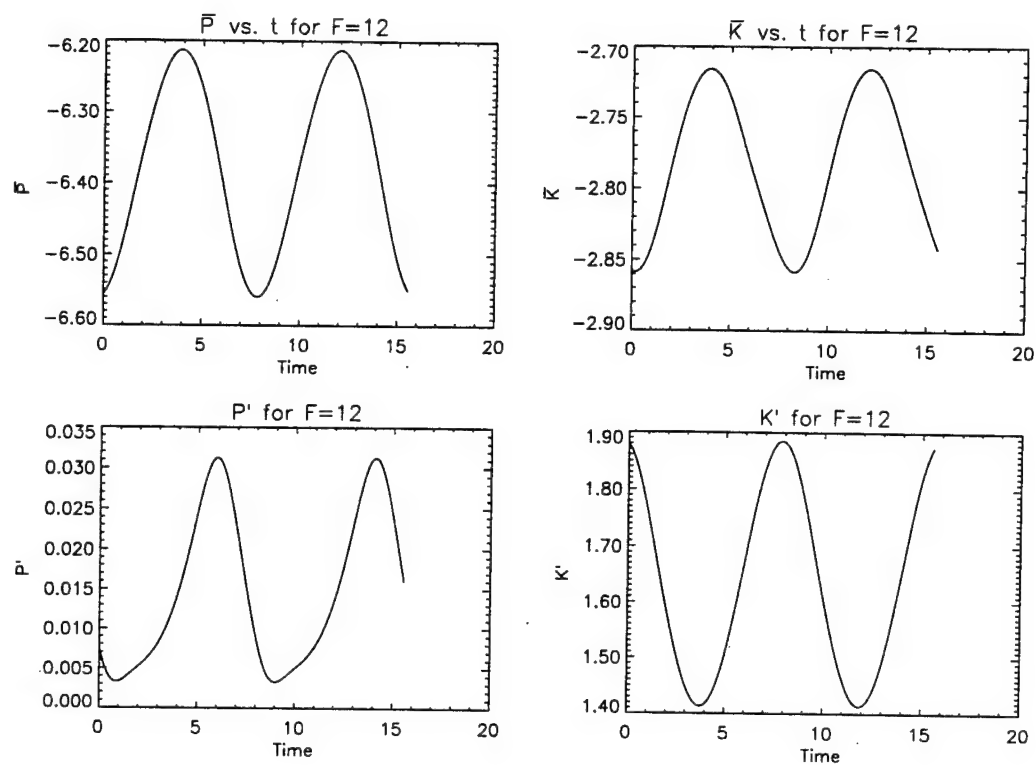 P̅ vs. t for F=12
-6.20
-6.30
-6.40
-6.50
-6.60
P̅
0 5 10 15 20
Time
K̅ vs. t for F=12
-2.70
-2.75
-2.80
-2.85
-2.90
K̅
0 5 10 15 20
Time
P' for F=12
0.035
0.030
0.025
0.020
0.015
0.010
0.005
0.000
P'
0 5 10 15 20
Time
K' for F=12
1.90
1.80
1.70
1.60
1.50
1.40
K'
0 5 10 15 20
Time